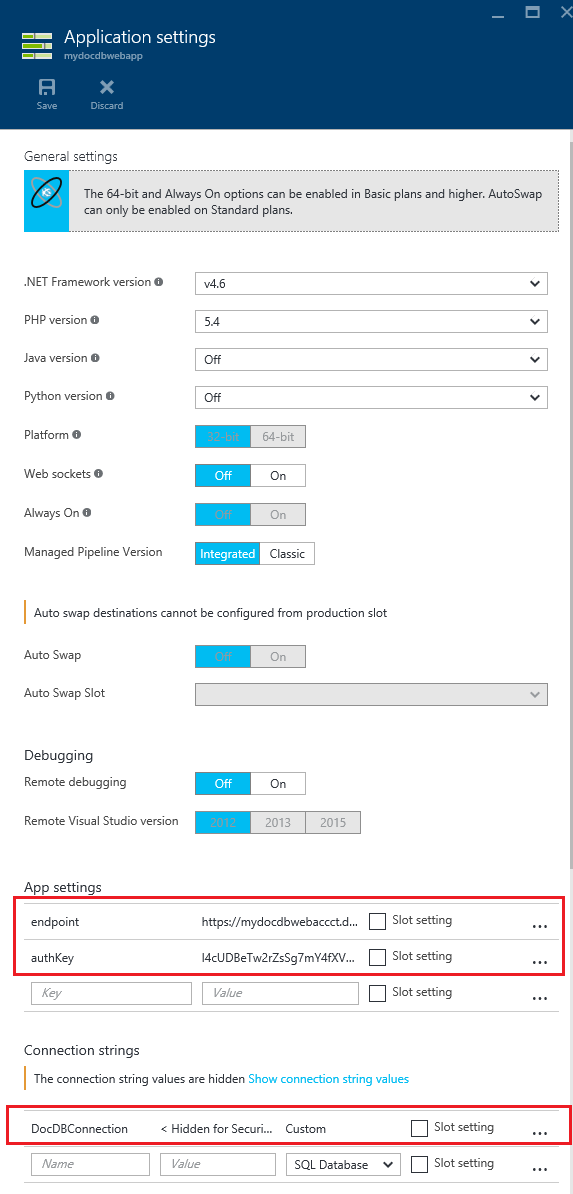 Application settings
mydocdbwebapp
Save Discard
General settings
The 64-bit and Always On options can be enabled in Basic plans and higher. AutoSwap
can only be enabled on Standard plans.
.NET Framework version v4.6
PHP version 5.4
Java version Off
Python version Off
Platform 32-bit 64-bit
Web sockets Off On
Always On Off On
Managed Pipeline Version Integrated Classic
Auto swap destinations cannot be configured from production slot
Auto Swap Off On
Auto Swap Slot
Debugging
Remote debugging Off On
Remote Visual Studio version 2012 2013 2015
App settings
endpoint https://mydocdbwebaccct.d... Slot setting ...
authKey I4cUDBeTw2rZsSg7mY4fXV... Slot setting ...
Key Value Slot setting ...
Connection strings
The connection string values are hidden Show connection string values
DocDBConnection < Hidden for Securi... Custom Slot setting ...
Name Value SQL Database Slot setting ...